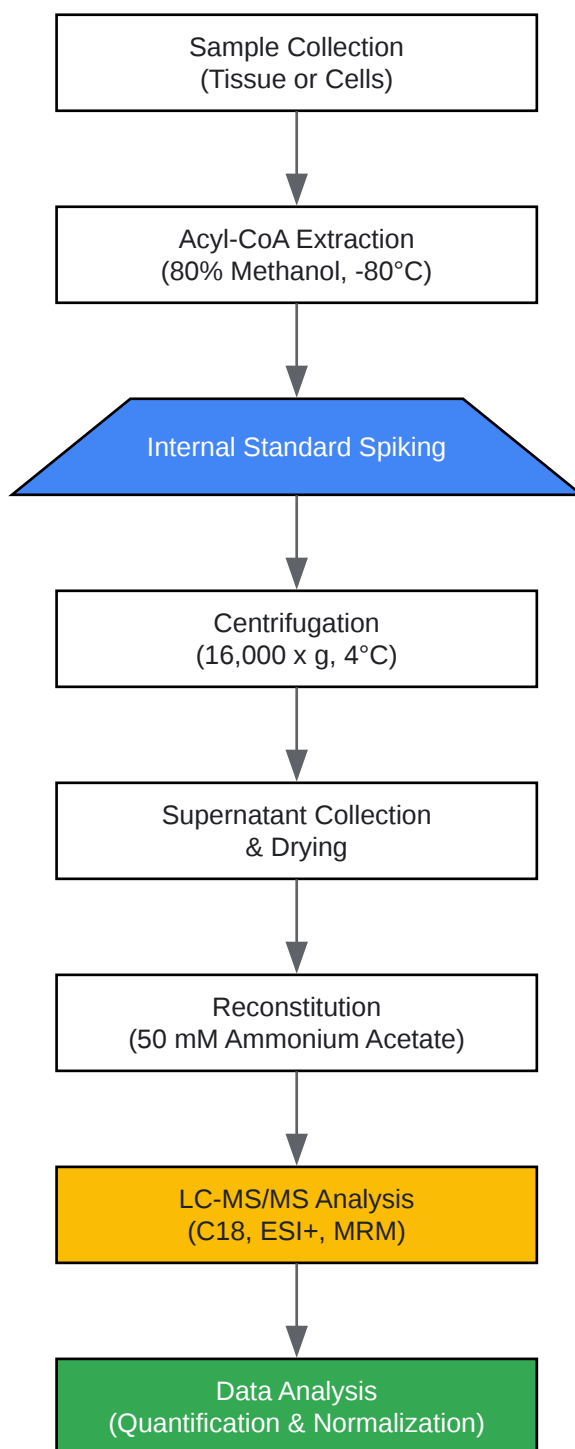 Sample Collection
(Tissue or Cells)
Acyl-CoA Extraction
(80% Methanol, -80°C)
Internal Standard Spiking
Centrifugation
(16,000 x g, 4°C)
Supernatant Collection
& Drying
Reconstitution
(50 mM Ammonium Acetate)
LC-MS/MS Analysis
(C18, ESI+, MRM)
Data Analysis
(Quantification & Normalization)